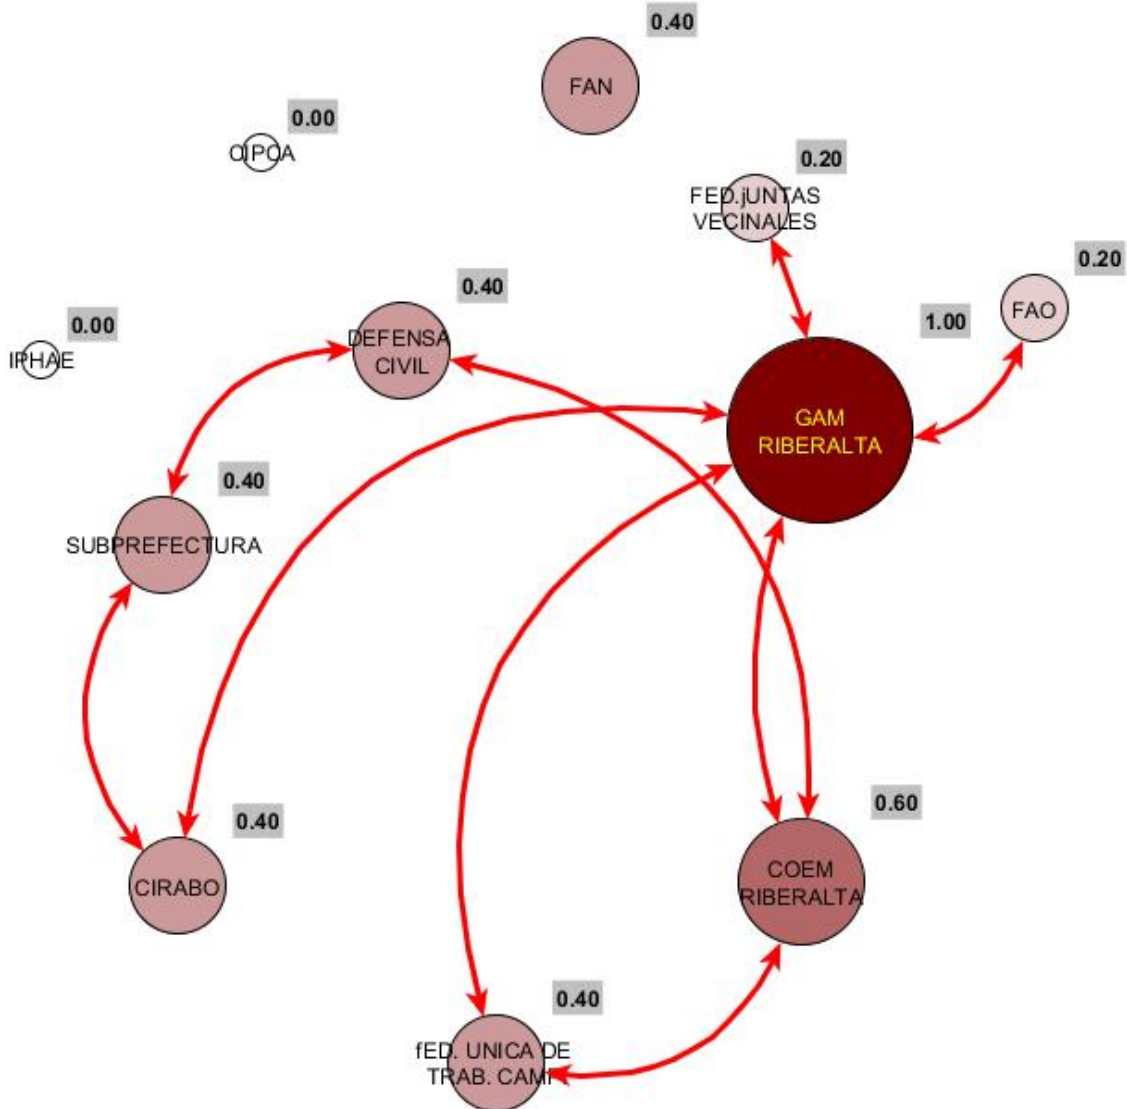 0.40
FAN
0.00
CIPCA
0.20
FED.jUNTAS
VECINALES
0.20
FAO
0.40
DEFENSA
CIVIL
0.00
IPHAE
1.00
GAM
RIBERALTA
0.40
SUBPREFECTURA
0.60
COEM
RIBERALTA
0.40
CIRABO
0.40
fED. UNICA DE
TRAB. CAMP